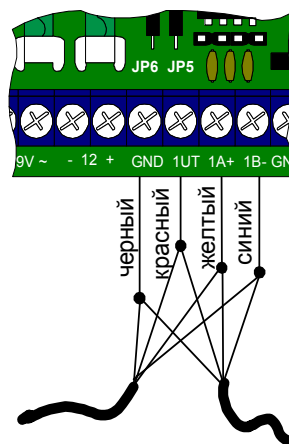 JP6 JP5
9V ~ - 12 + GND 1UT 1A+ 1B- GN
черный
красный
желтый
синий